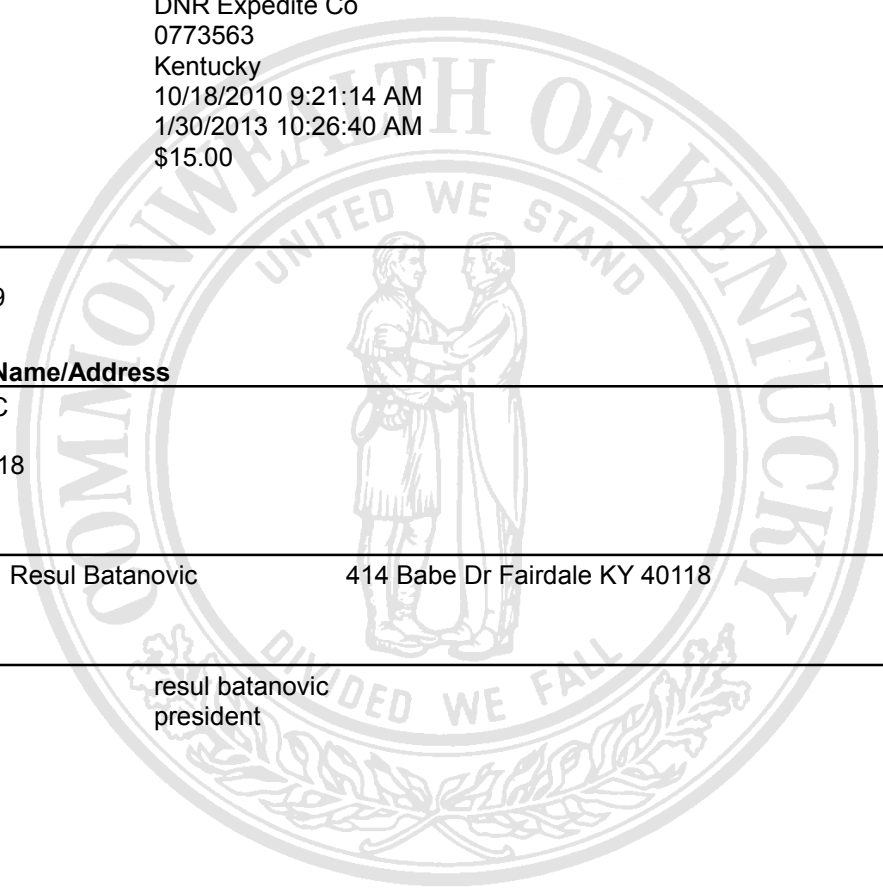 DNR Expedite Co
0773563
Kentucky
10/18/2010 9:21:14 AM
1/30/2013 10:26:40 AM
$15.00
9
Name/Address
C
18
Resul Batanovic 414 Babe Dr Fairdale KY 40118
resul batanovic
president
COMMONWEALTH OF KENTUCKY
UNITED WE STAND
DIVIDED WE FALL